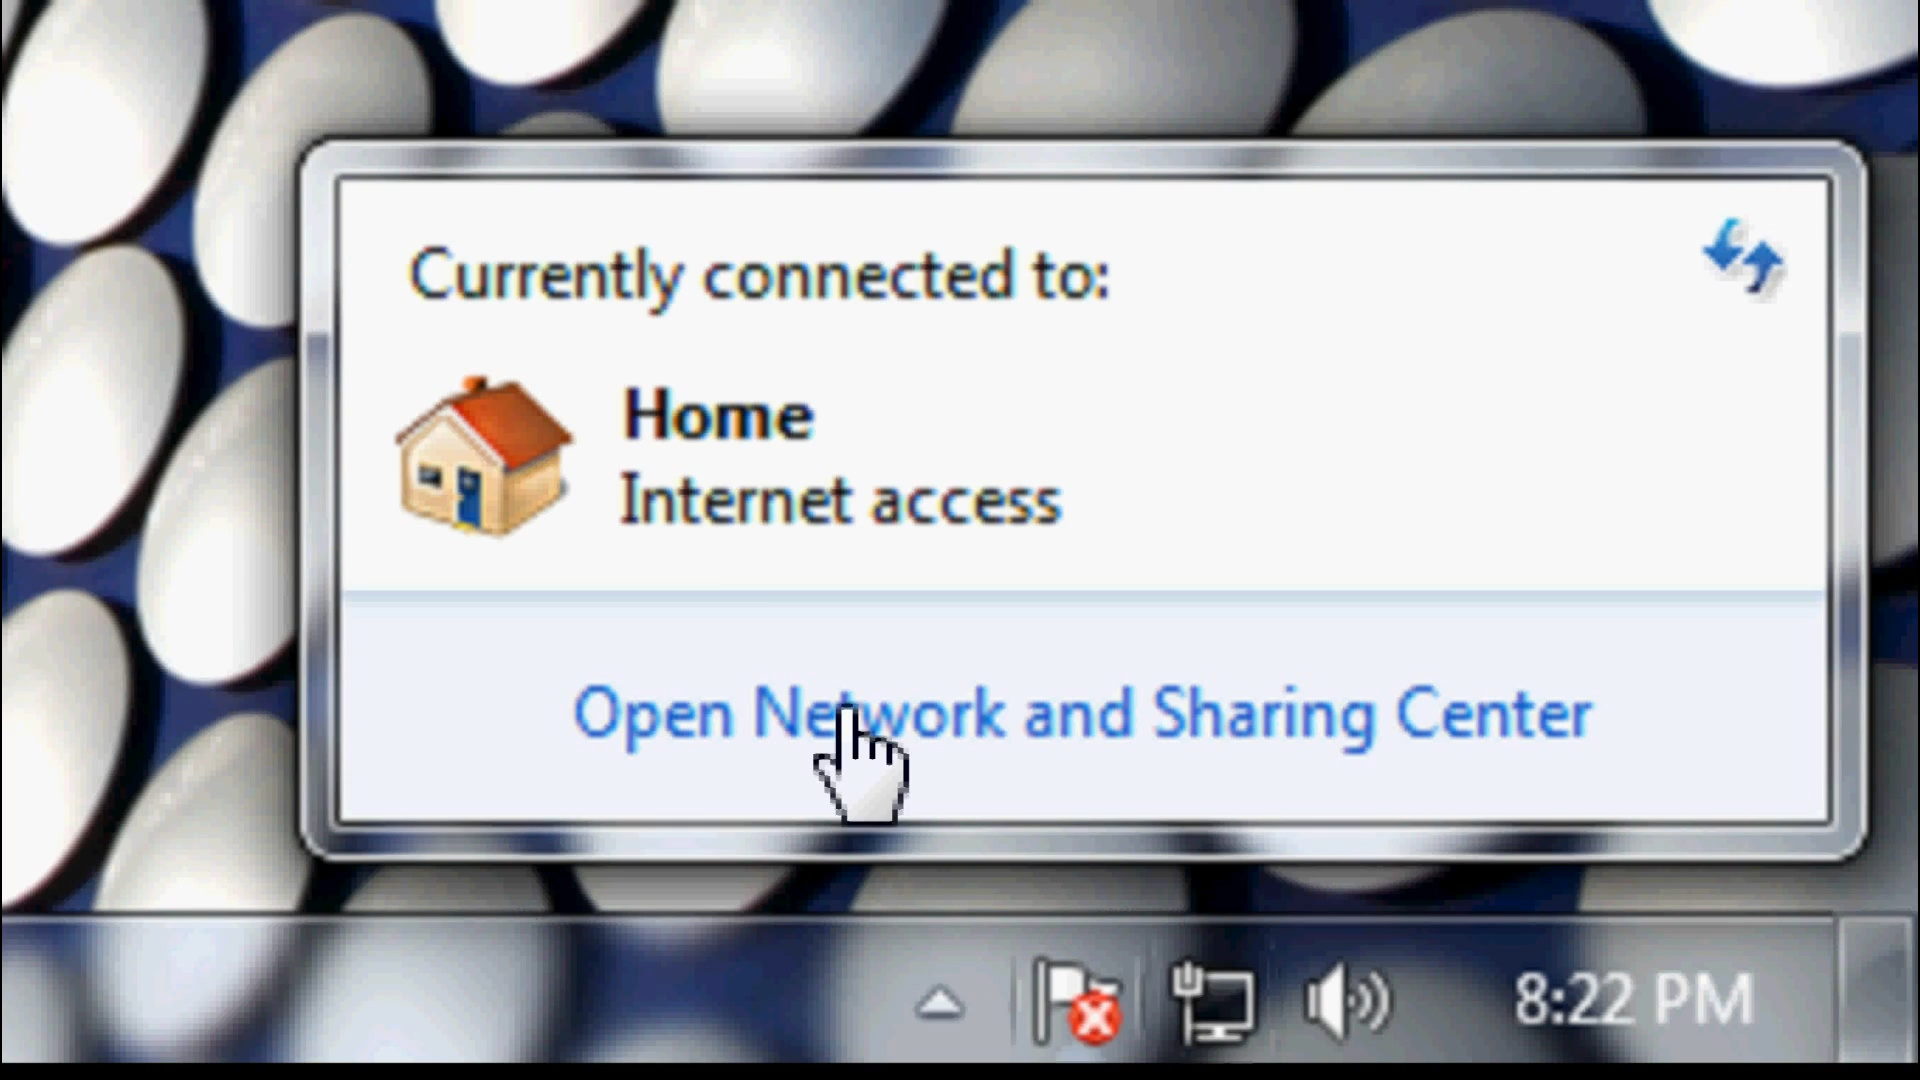 Currently connected to:
Home
Internet access
Open Network and Sharing Center
8:22 PM